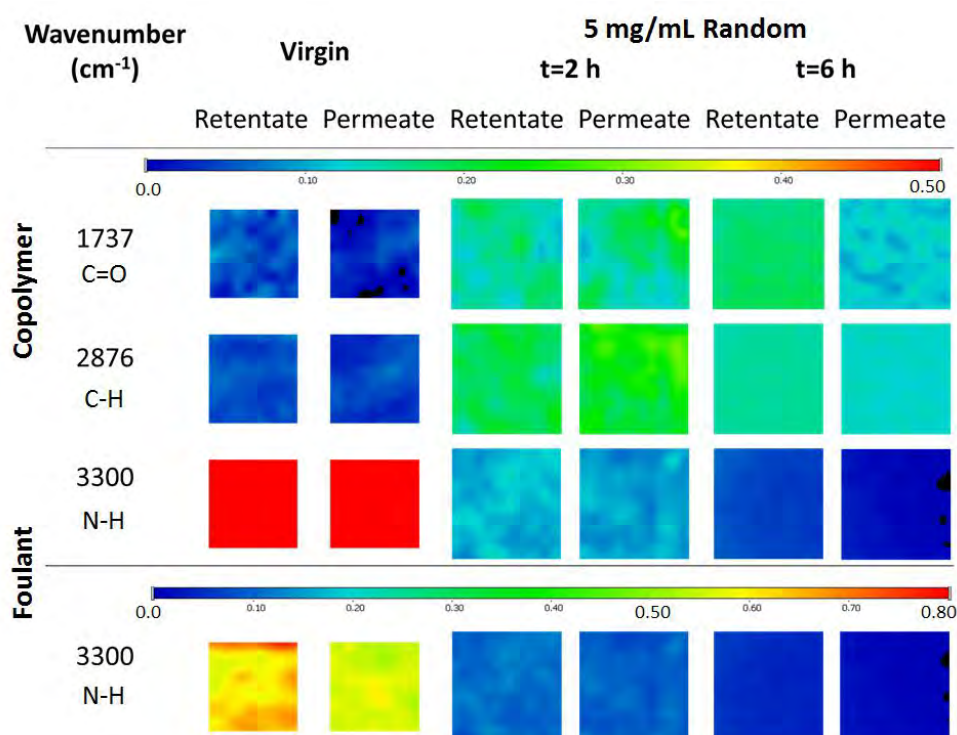 Wavenumber
(cm⁻¹)
Virgin
5 mg/mL Random
t=2 h
t=6 h
Retentate Permeate Retentate Permeate Retentate Permeate
0.0 0.10 0.20 0.30 0.40 0.50
Copolymer
1737
C=O
2876
C-H
3300
N-H
Foulant
0.0 0.10 0.20 0.30 0.40 0.50 0.60 0.70 0.80
3300
N-H